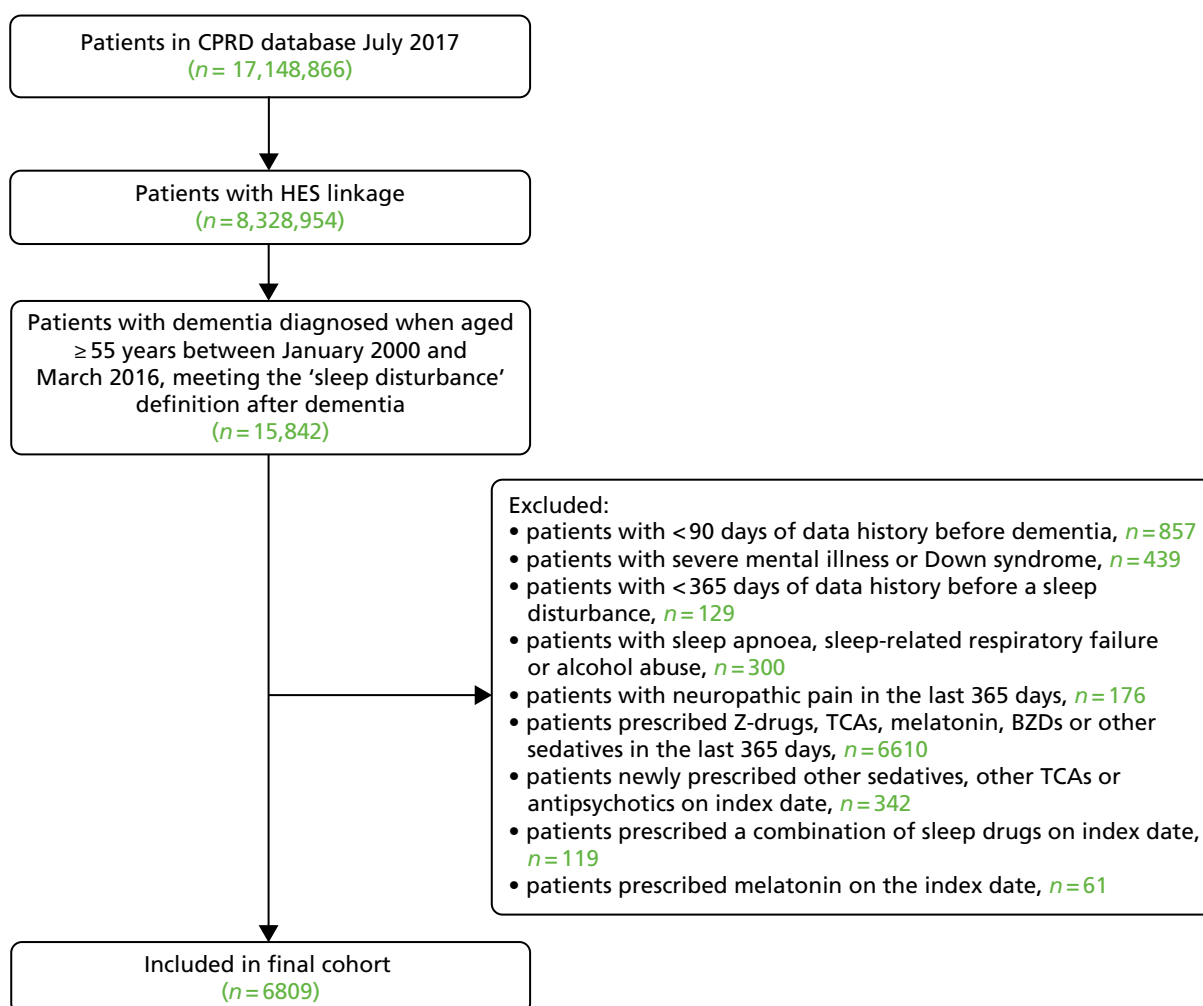 Patients in CPRD database July 2017
(n = 17,148,866)
Patients with HES linkage
(n = 8,328,954)
Patients with dementia diagnosed when aged
≥ 55 years between January 2000 and
March 2016, meeting the ‘sleep disturbance’
definition after dementia
(n = 15,842)
Excluded:
• patients with < 90 days of data history before dementia, n = 857
• patients with severe mental illness or Down syndrome, n = 439
• patients with < 365 days of data history before a sleep
disturbance, n = 129
• patients with sleep apnoea, sleep-related respiratory failure
or alcohol abuse, n = 300
• patients with neuropathic pain in the last 365 days, n = 176
• patients prescribed Z-drugs, TCAs, melatonin, BZDs or other
sedatives in the last 365 days, n = 6610
• patients newly prescribed other sedatives, other TCAs or
antipsychotics on index date, n = 342
• patients prescribed a combination of sleep drugs on index date,
n = 119
• patients prescribed melatonin on the index date, n = 61
Included in final cohort
(n = 6809)